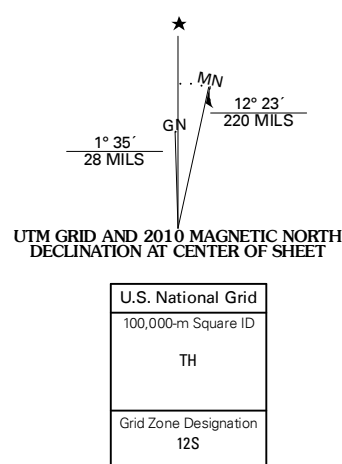 MN
GN
12° 23´
220 MILS
1° 35´
28 MILS
UTM GRID AND 2010 MAGNETIC NORTH
DECLINATION AT CENTER OF SHEET
U.S. National Grid
100,000-m Square ID
TH
Grid Zone Designation
12S